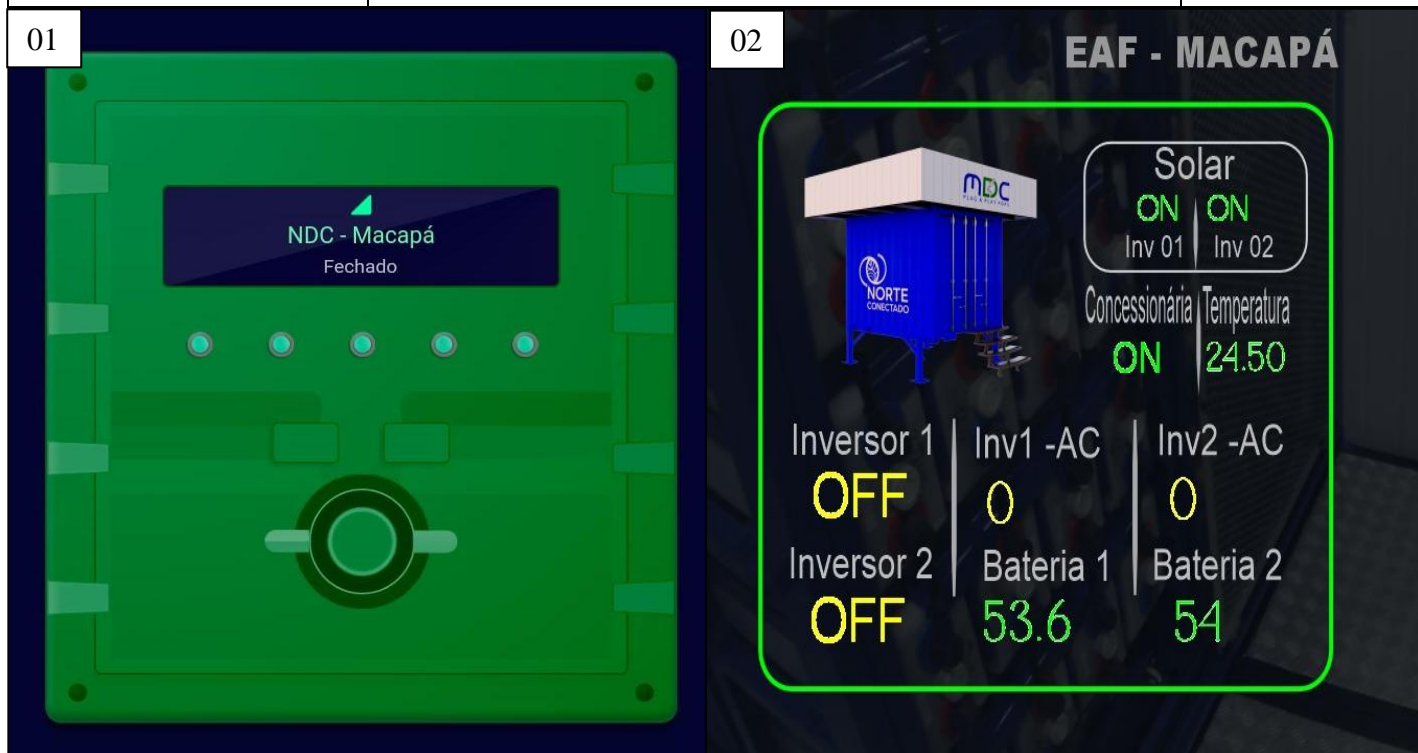 01
NDC - Macapá
Fechado
02
EAF - MACAPÁ
MDC
NORTE
CONECTADO
Solar
ON ON
Inv 01 Inv 02
Concessionária Temperatura
ON 24.50
Inversor 1 Inv1 -AC Inv2 -AC
OFF 0 0
Inversor 2 Bateria 1 Bateria 2
OFF 53.6 54